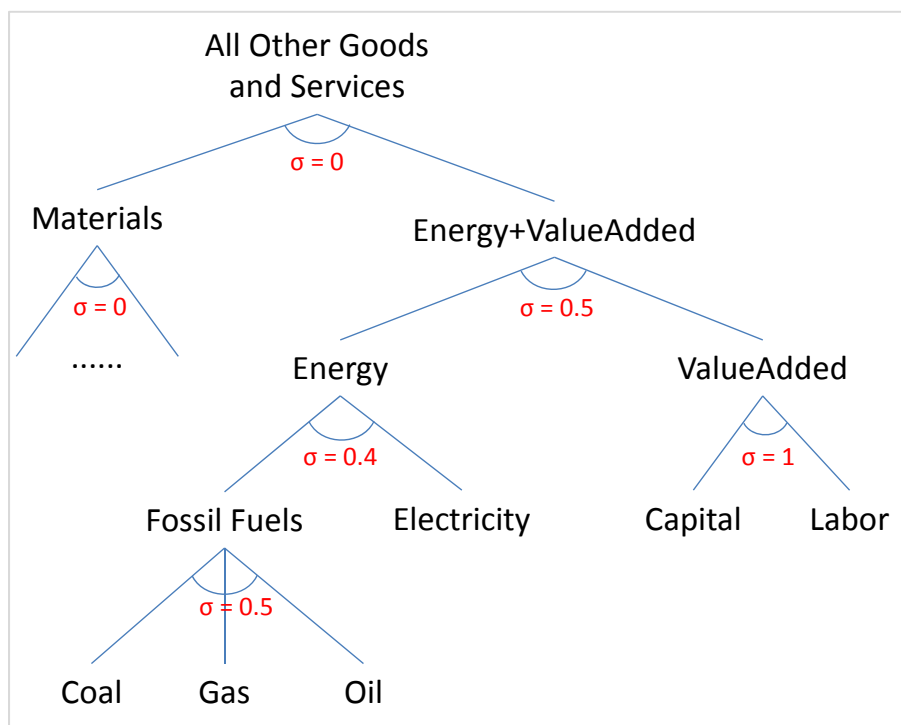 All Other Goods
and Services
σ = 0
Materials
Energy+ValueAdded
σ = 0
σ = 0.5
......
Energy
ValueAdded
σ = 0.4
σ = 1
Fossil Fuels
Electricity
Capital
Labor
σ = 0.5
Coal
Gas
Oil